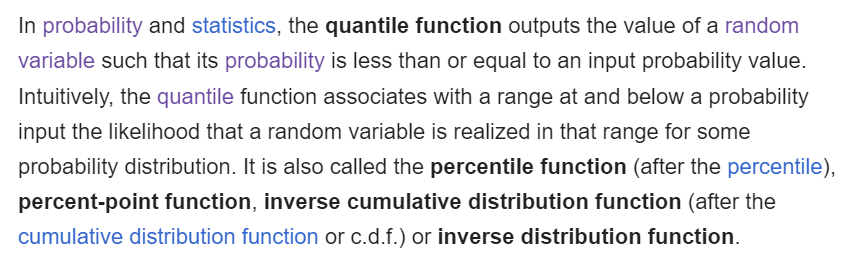 In probability and statistics, the quantile function outputs the value of a random
variable such that its probability is less than or equal to an input probability value.
Intuitively, the quantile function associates with a range at and below a probability
input the likelihood that a random variable is realized in that range for some
probability distribution. It is also called the percentile function (after the percentile),
percent-point function, inverse cumulative distribution function (after the
cumulative distribution function or c.d.f.) or inverse distribution function.